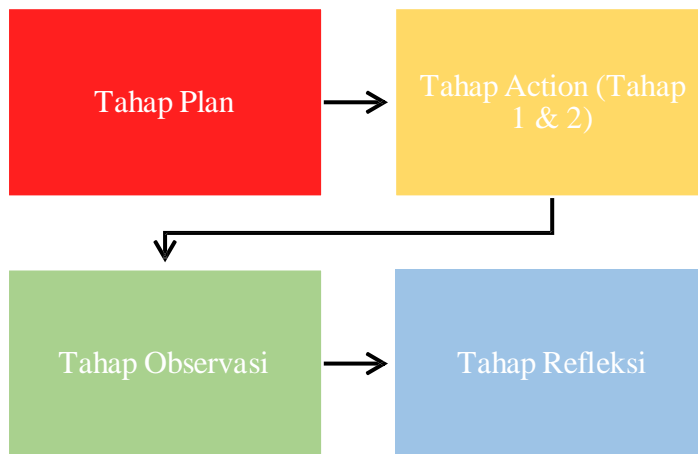 Tahap Plan
Tahap Action (Tahap
1 & 2)
Tahap Observasi
Tahap Refleksi